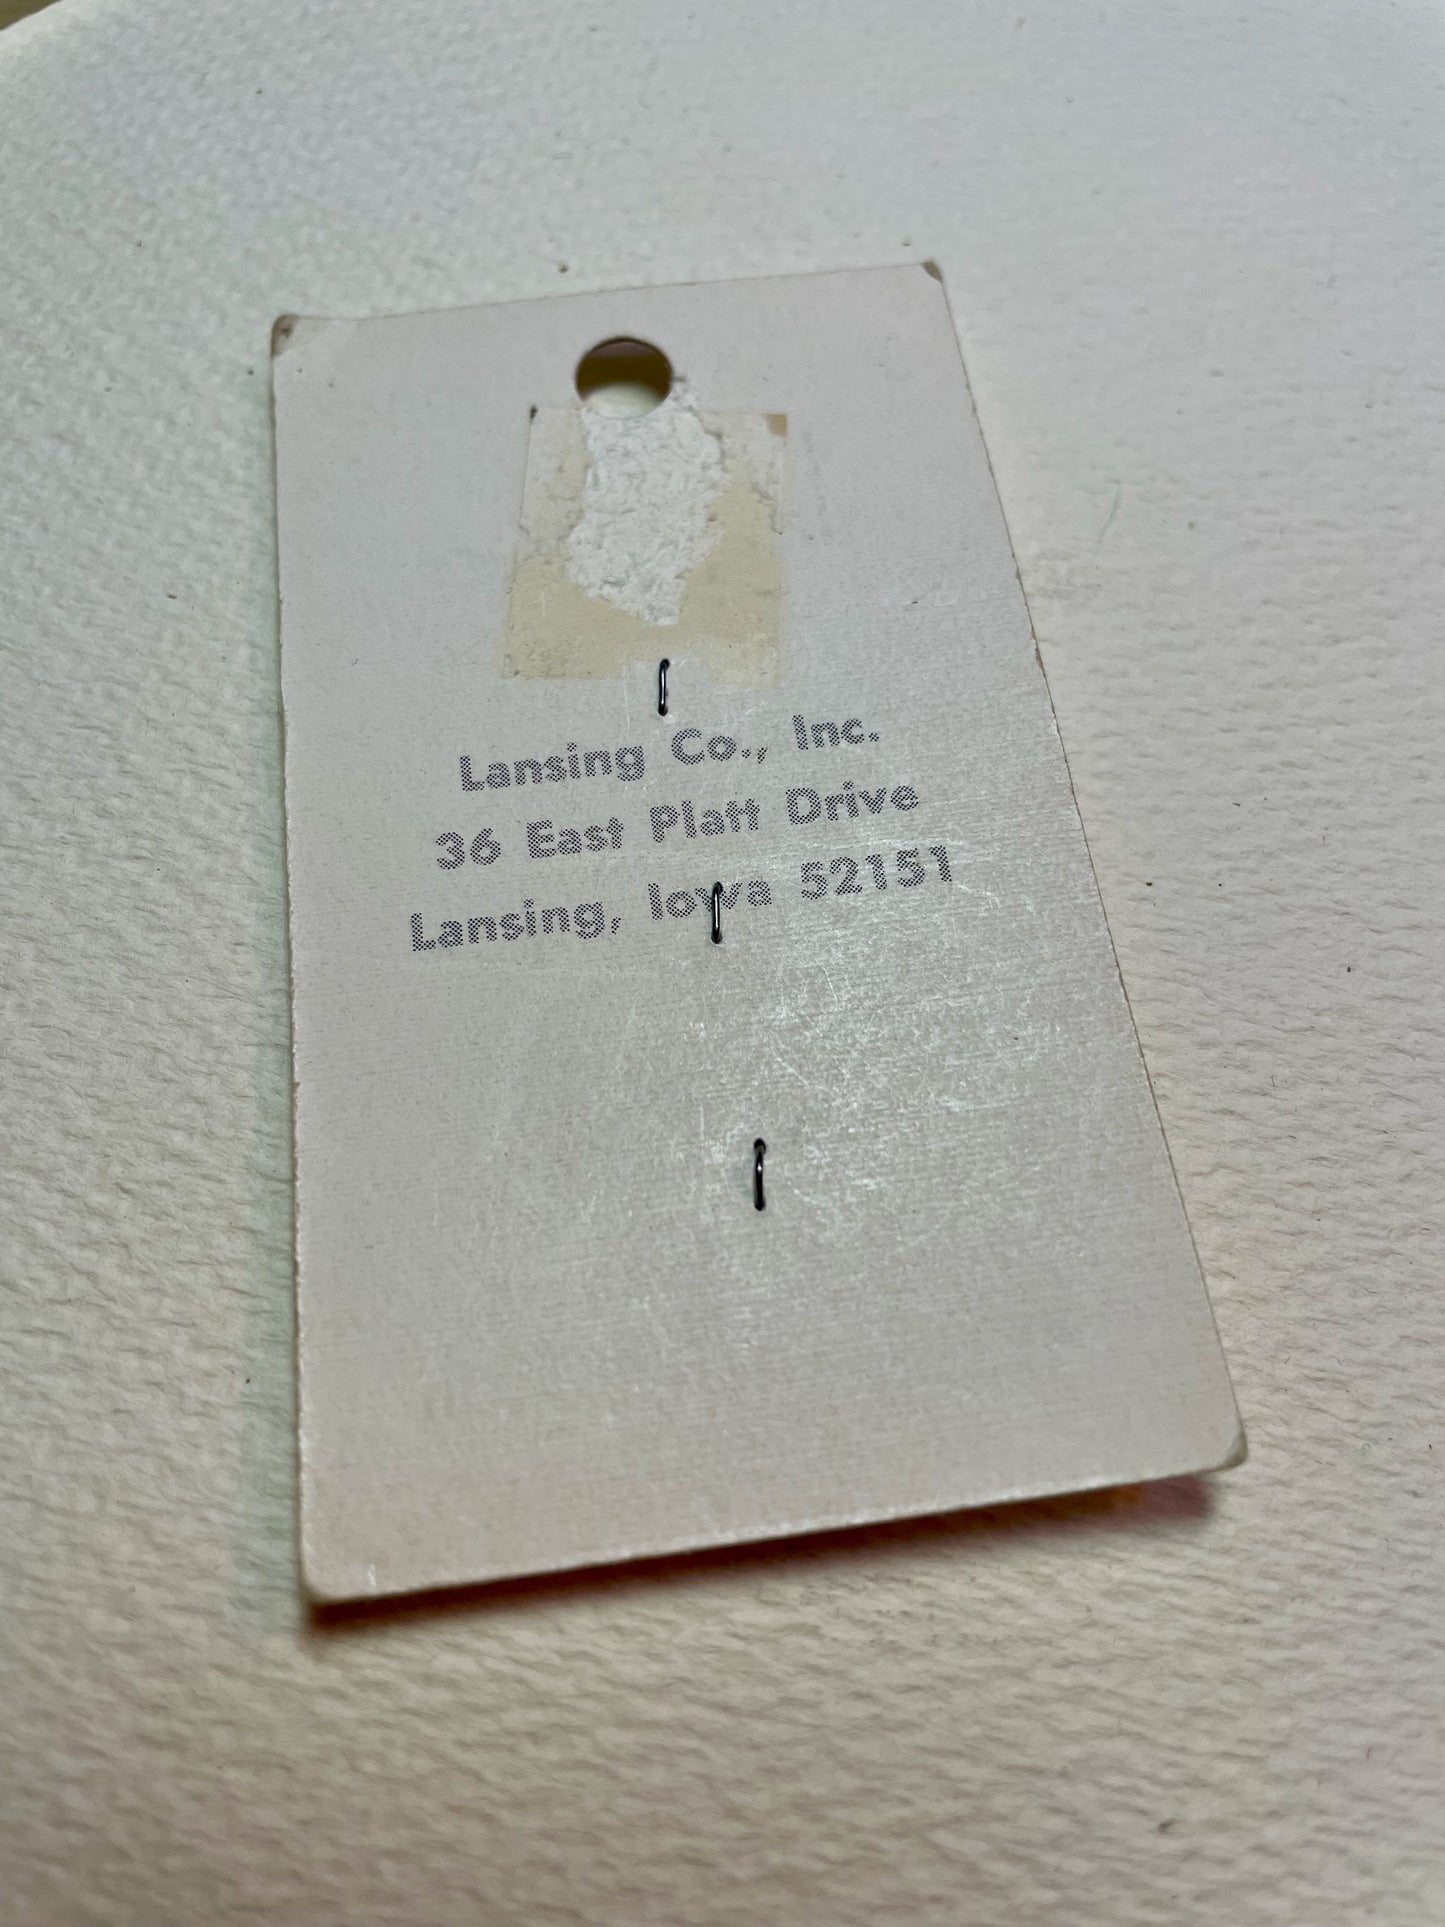 Lansing Co., Inc.
36 East Platt Drive
Lansing, Iowa 52151